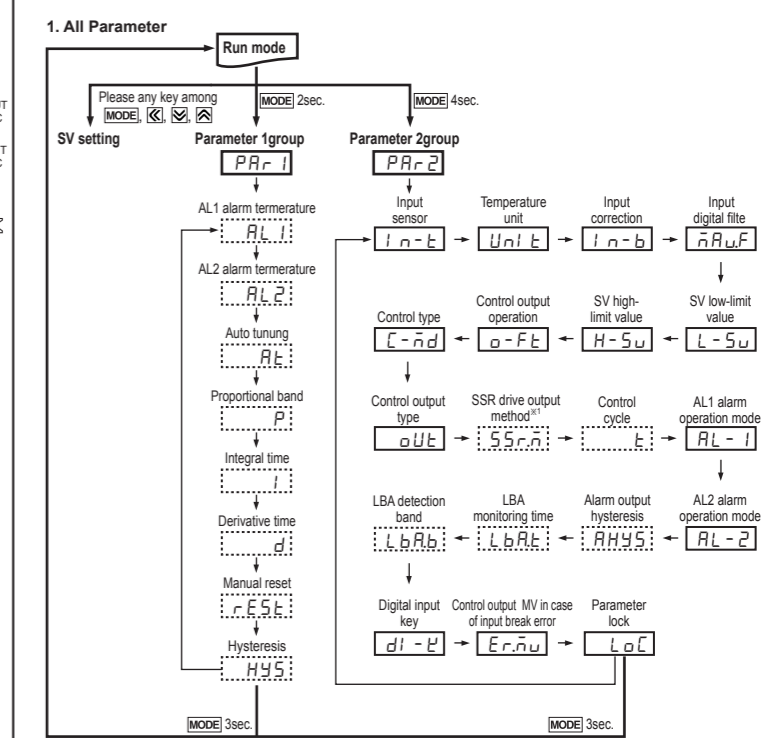 1. All Parameter
Run mode
Please any key among
MODE,
MODE 2sec.
MODE 4sec.
SV setting
Parameter 1group
PAr1
AL1 alarm termerature
AL1
AL2 alarm termerature
AL2
Auto tunung
At
Proportional band
P
Integral time
I
Derivative time
d
Manual reset
rESt
Hysteresis
HYS
MODE 3sec.
Parameter 2group
PAr2
Input
sensor
In-t
Temperature
unit
UnIt
Input
correction
In-b
Input
digital filte
mAu.F
SV low-limit
value
L-Su
SV high-
limit value
H-Su
Control output
operation
o-Ft
Control type
C-md
Control output
type
oUt
SSR drive output
method※1
SSr.m
Control
cycle
t
AL1 alarm
operation mode
AL-1
AL2 alarm
operation mode
AL-2
Alarm output
hysteresis
AHYS
LBA
monitoring time
LbA.t
LBA detection
band
LbA.b
Digital input
key
dI-K
Control output MV in case
of input break error
Er.mu
Parameter
lock
LoC
MODE 3sec.